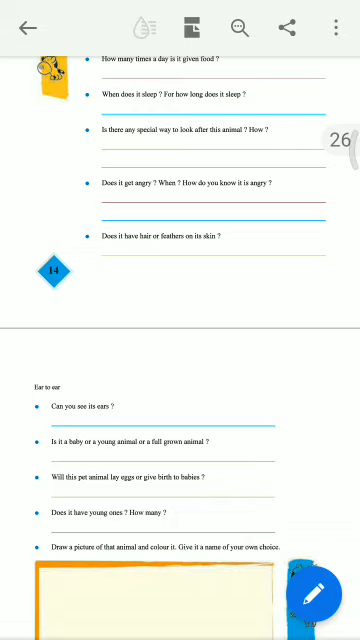 How many times a day is it given food ?
When does it sleep ? For how long does it sleep ?
Is there any special way to look after this animal ? How ?
26
Does it get angry ? When ? How do you know it is angry ?
Does it have hair or feathers on its skin ?
14
Ear to ear
Can you see its ears ?
Is it a baby or a young animal or a full grown animal ?
Will this pet animal lay eggs or give birth to babies ?
Does it have young ones ? How many ?
Draw a picture of that animal and colour it. Give it a name of your own choice.